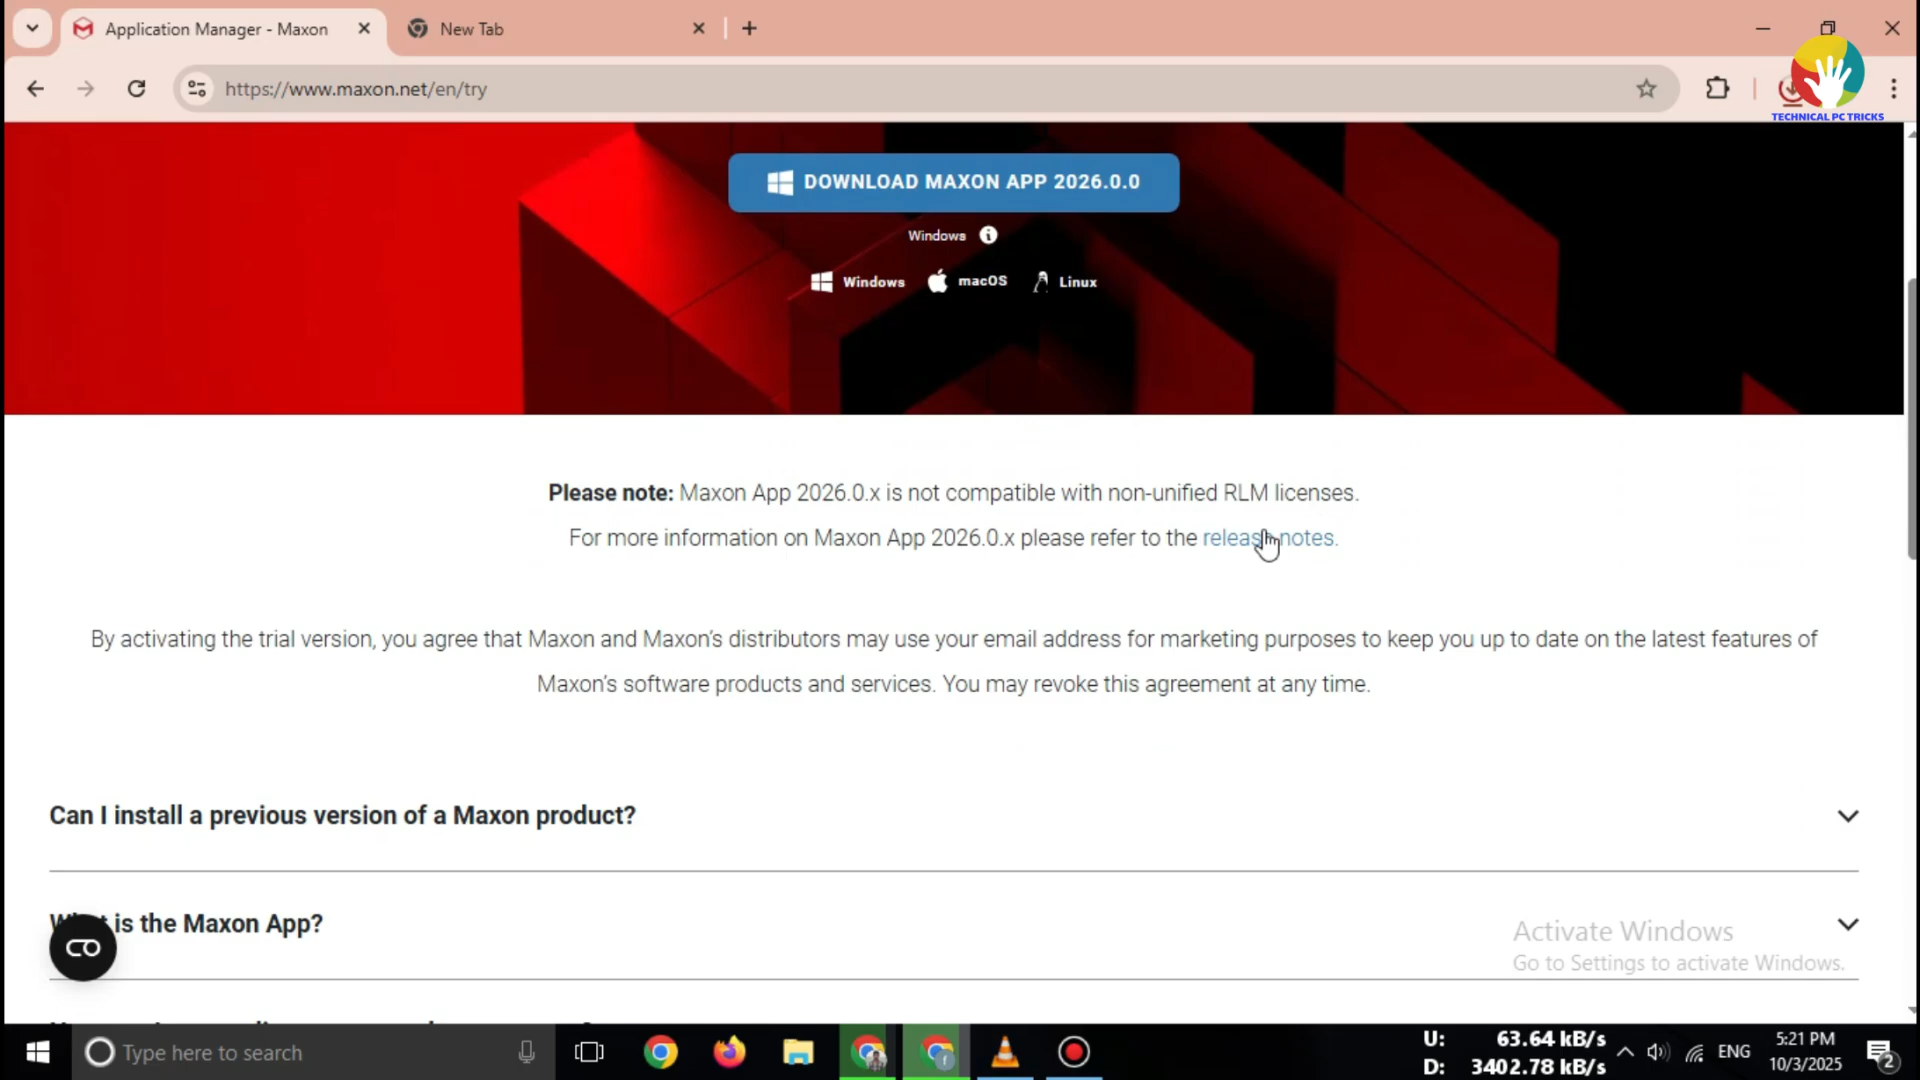 Application Manager - Maxon
New Tab
https://www.maxon.net/en/try
TECHNICAL PC TRICKS
DOWNLOAD MAXON APP 2026.0.0
Windows
Windows macOS Linux
Please note: Maxon App 2026.0.x is not compatible with non-unified RLM licenses.
For more information on Maxon App 2026.0.x please refer to the release notes.
By activating the trial version, you agree that Maxon and Maxon's distributors may use your email address for marketing purposes to keep you up to date on the latest features of
Maxon's software products and services. You may revoke this agreement at any time.
Can I install a previous version of a Maxon product?
What is the Maxon App?
Activate Windows
Go to Settings to activate Windows.
Type here to search
U: 63.64 kB/s
D: 3402.78 kB/s
ENG
5:21 PM
10/3/2025
2